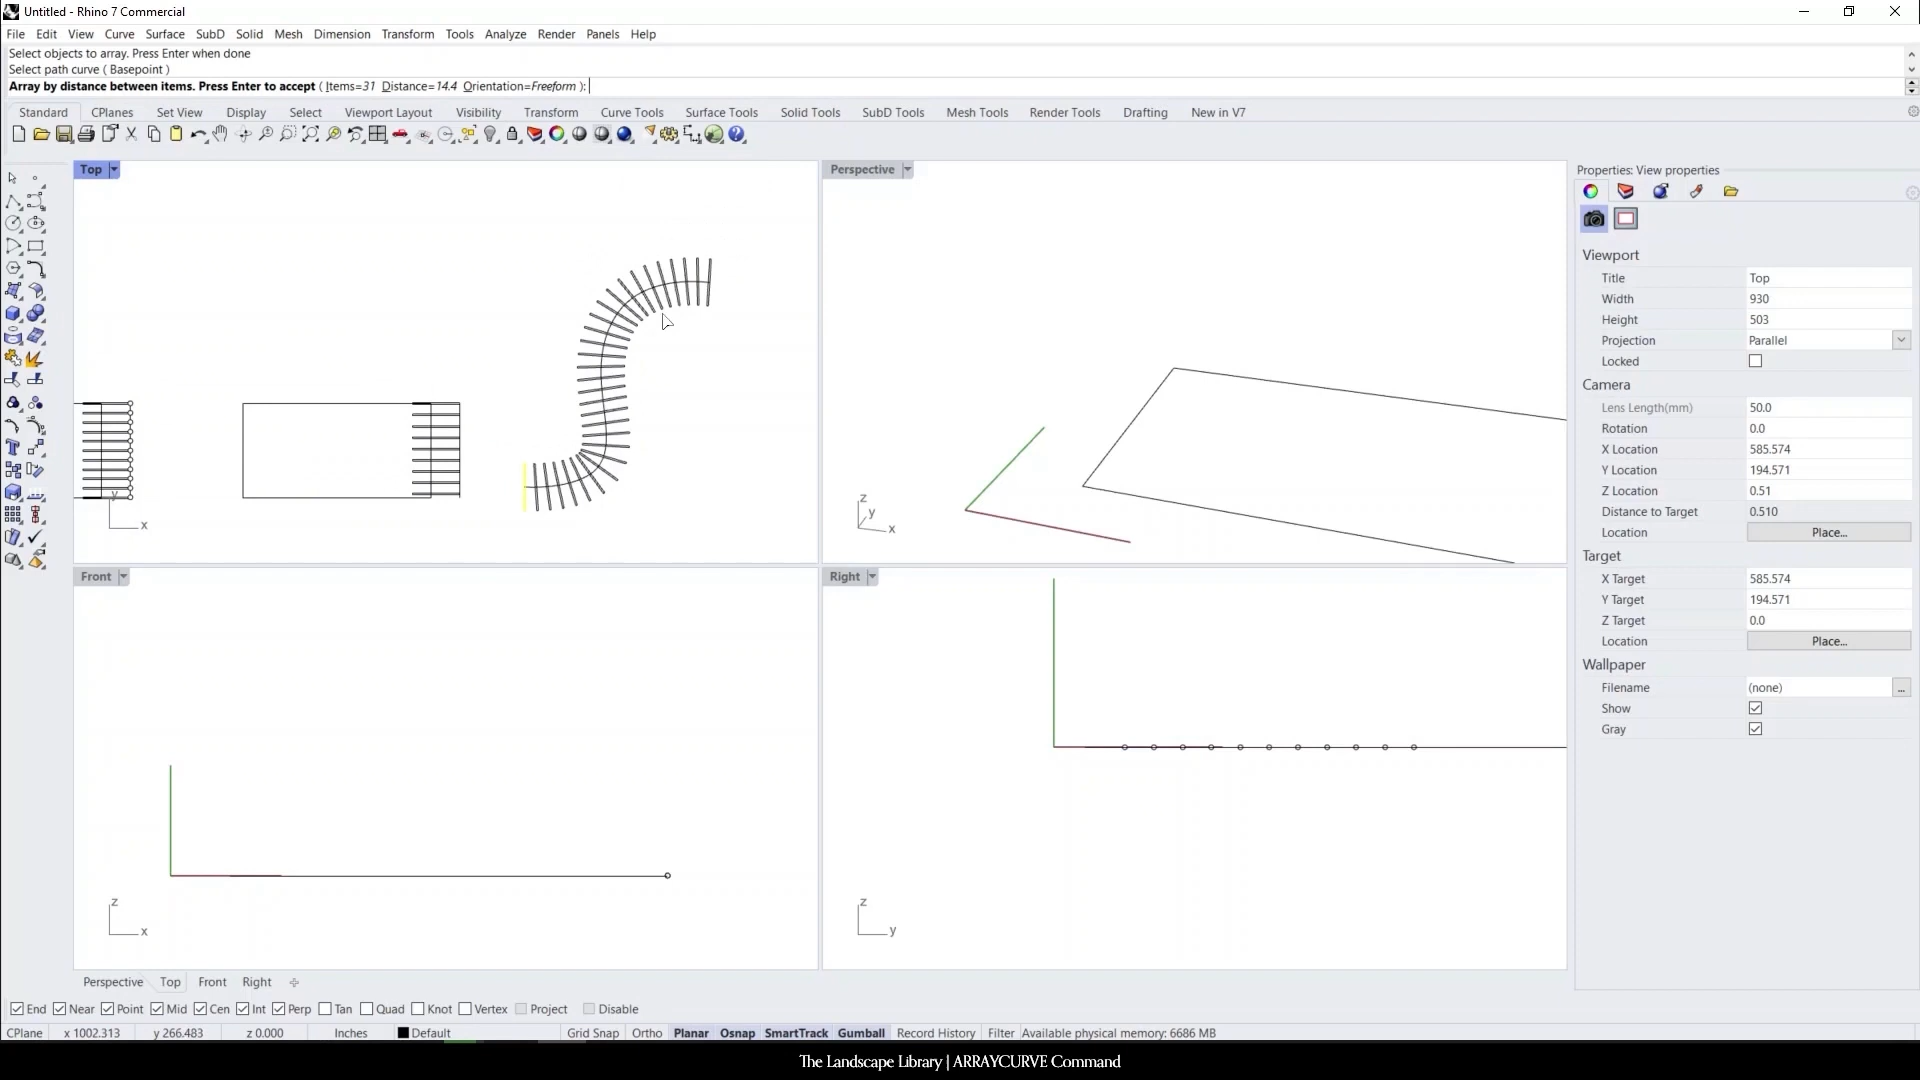 Untitled - Rhino 7 Commercial
File Edit View Curve Surface SubD Solid Mesh Dimension Transform Tools Analyze Render Panels Help
Select objects to array. Press Enter when done
Select path curve ( Basepoint )
Array by distance between items. Press Enter to accept ( Items=31 Distance=14.4 Orientation=Freeform ):
Standard CPlanes Set View Display Select Viewport Layout Visibility Transform Curve Tools Surface Tools Solid Tools SubD Tools Mesh Tools Render Tools Drafting New in V7
Top
y
x
Perspective
z
y
x
Front
z
x
Right
z
y
Properties: View properties
Viewport
Title Top
Width 930
Height 503
Projection Parallel
Locked
Camera
Lens Length(mm) 50.0
Rotation 0.0
X Location 585.574
Y Location 194.571
Z Location 0.51
Distance to Target 0.510
Location Place...
Target
X Target 585.574
Y Target 194.571
Z Target 0.0
Location Place...
Wallpaper
Filename (none) ...
Show
Gray
Perspective Top Front Right
End Near Point Mid Cen Int Perp Tan Quad Knot Vertex Project Disable
CPlane x 1002.313 y 266.483 z 0.000 Inches Default Grid Snap Ortho Planar Osnap SmartTrack Gumball Record History Filter Available physical memory: 6686 MB
The Landscape Library | ARRAYCURVE Command